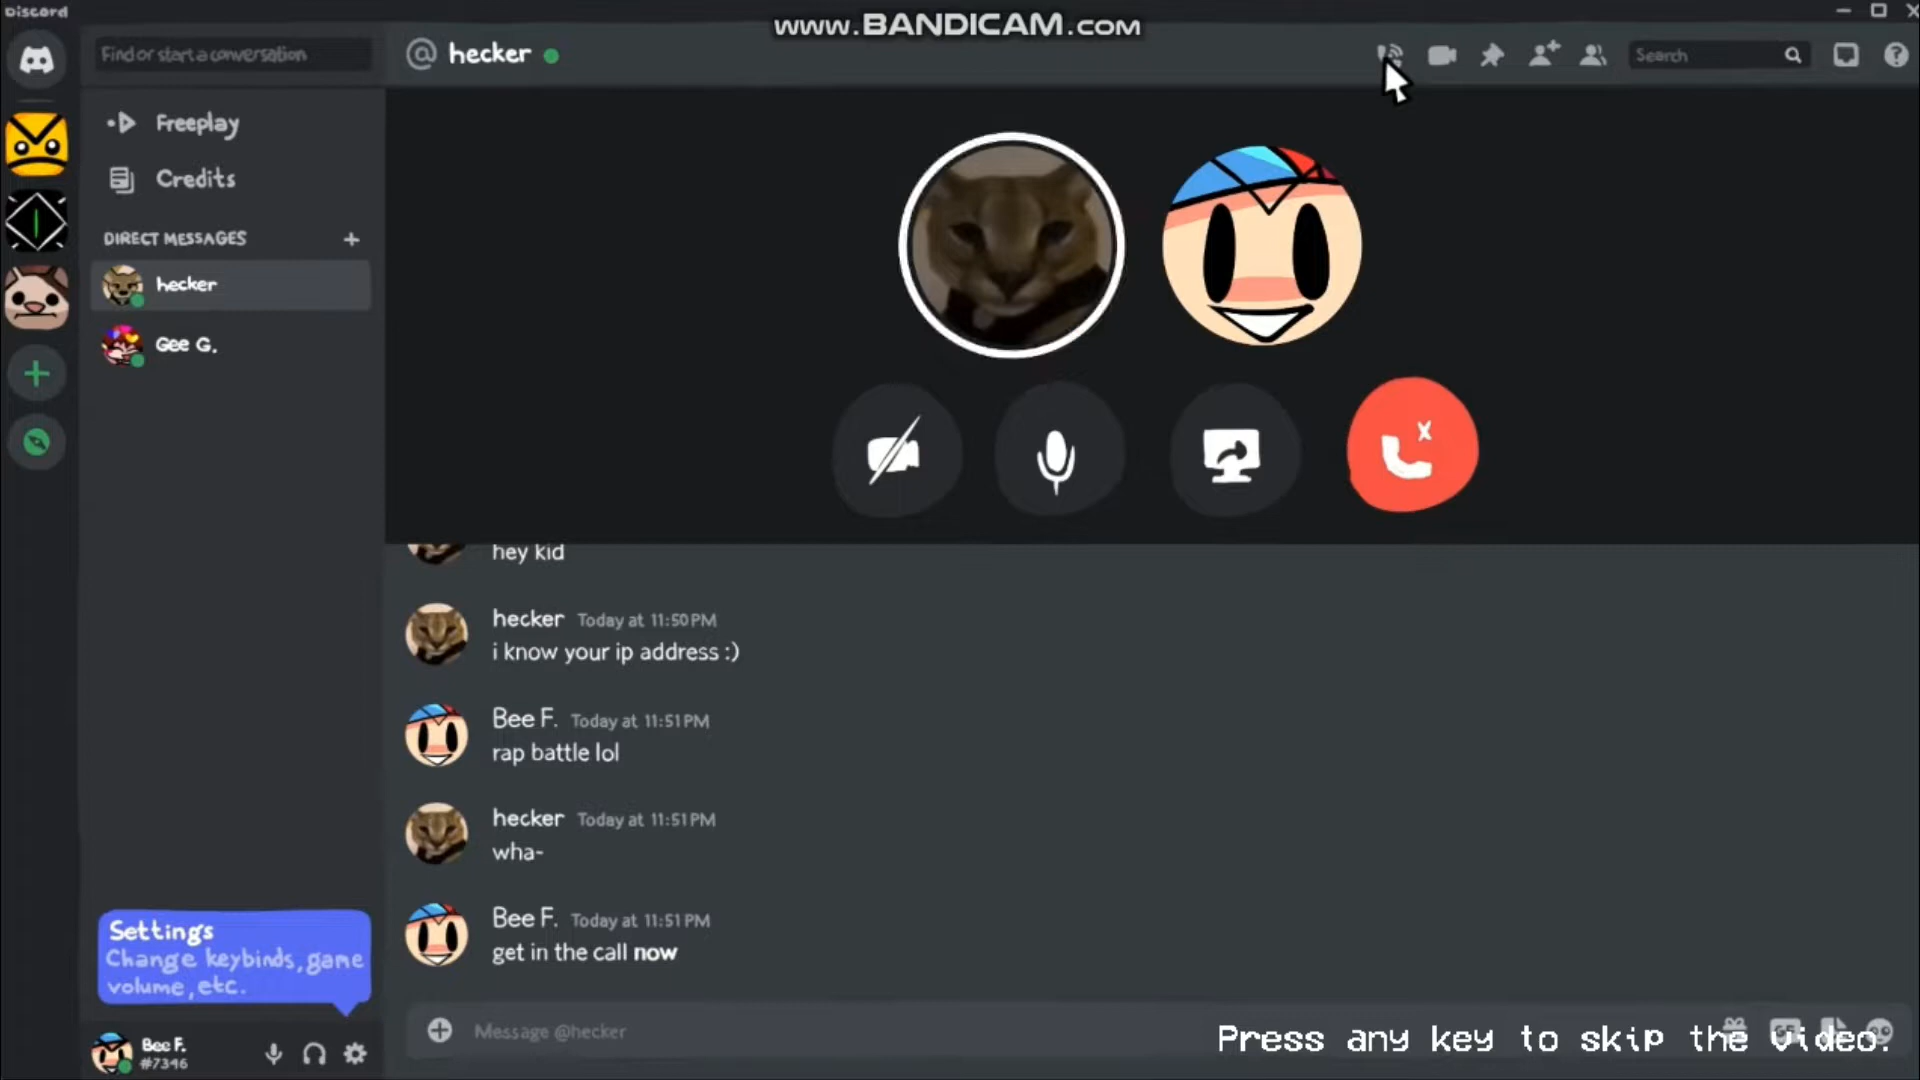 Discord
www.BANDICAM.com
Find or start a conversation
@ hecker
Search
Freeplay
Credits
DIRECT MESSAGES
hecker
Gee G.
hey kid
hecker Today at 11:50 PM
i know your ip address :)
Bee F. Today at 11:51 PM
rap battle lol
hecker Today at 11:51 PM
wha-
Bee F. Today at 11:51 PM
get in the call now
Settings
Change keybinds, game
volume, etc.
Bee F.
#7346
Message @hecker
Press any key to skip the video.